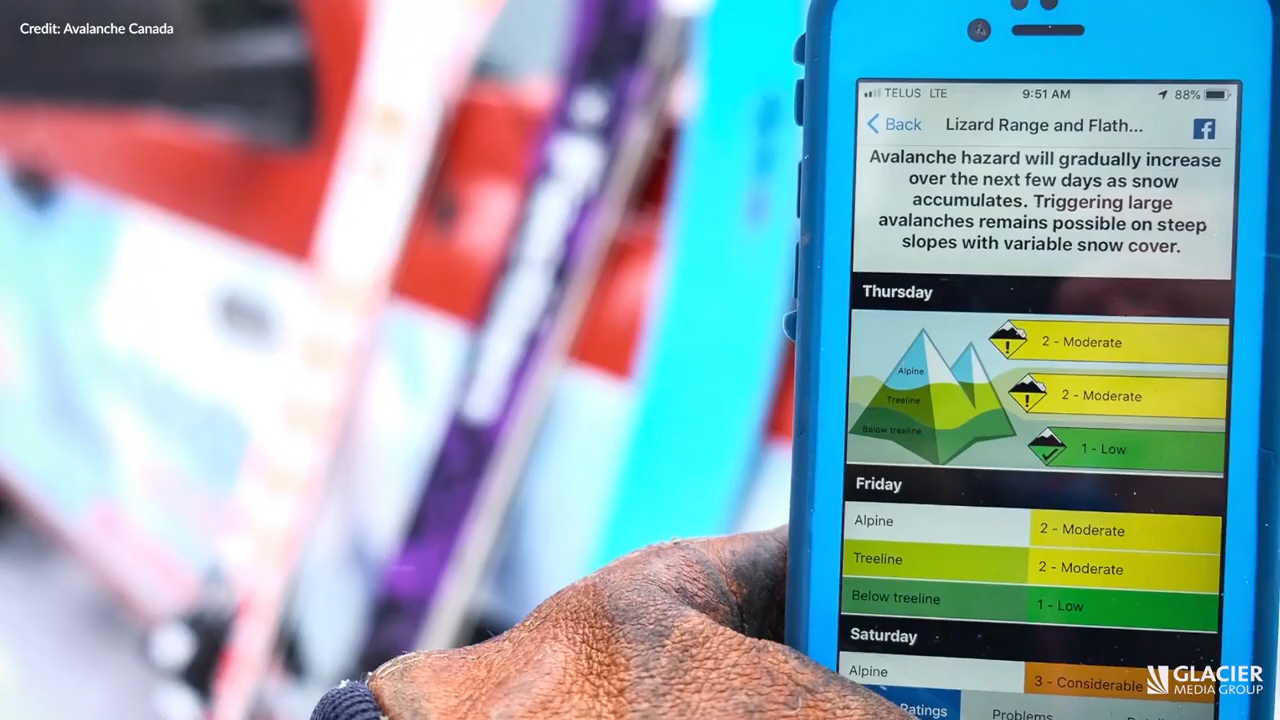 Credit: Avalanche Canada
TELUS LTE 9:51 AM 88%
Back Lizard Range and Flath...
Avalanche hazard will gradually increase
over the next few days as snow
accumulates. Triggering large
avalanches remains possible on steep
slopes with variable snow cover.
Thursday
2 - Moderate
Alpine
Treeline
2 - Moderate
Below treeline
1 - Low
Friday
Alpine 2 - Moderate
Treeline 2 - Moderate
Below treeline 1 - Low
Saturday
Alpine 3 - Considerable
Ratings Problems
GLACIER
MEDIA GROUP